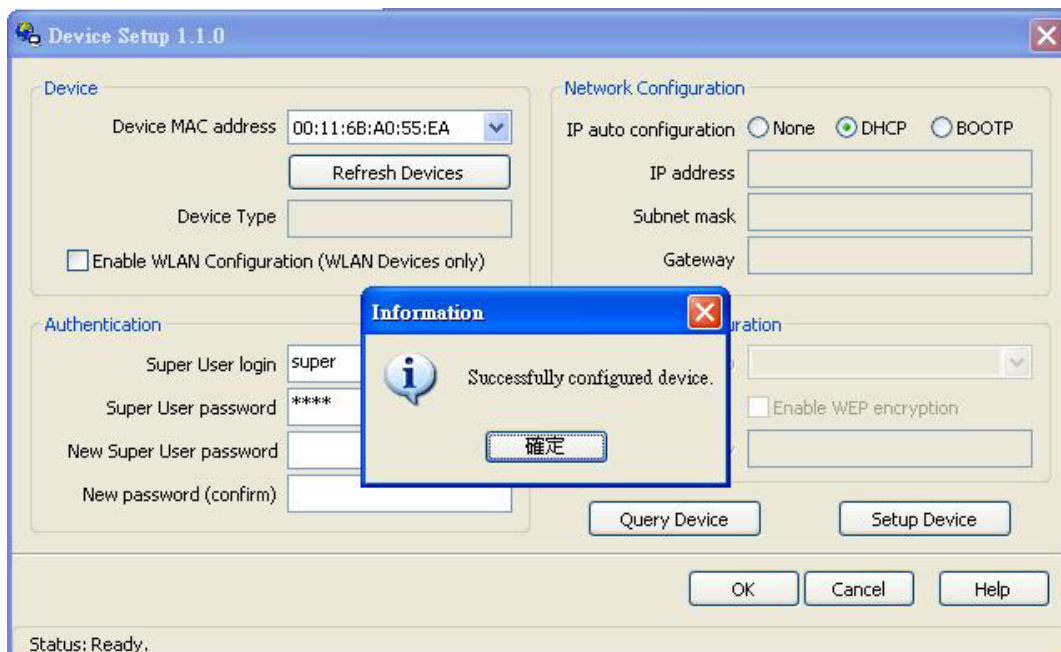 Device Setup 1.1.0
Device
Device MAC address 00:11:6B:A0:55:EA
Refresh Devices
Device Type
Enable WLAN Configuration (WLAN Devices only)
Network Configuration
IP auto configuration None DHCP BOOTP
IP address
Subnet mask
Gateway
Authentication
Super User login super
Super User password ****
New Super User password
New password (confirm)
Information
Successfully configured device.
確定
Enable WEP encryption
Query Device Setup Device
OK Cancel Help
Status: Ready.